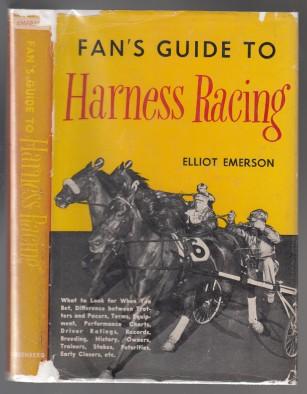 FAN'S GUIDE TO
Harness Racing
ELLIOT EMERSON
What to Look for When You
Bet, Difference between Trot-
ters and Pacers, Terms, Equip-
ment, Performance Charts,
Driver Ratings, Records,
Breeding, History, Owners,
Trainers, Stakes, Futurities,
Early Closers, etc.
6
FAN'S GUIDE TO
Harness Racing